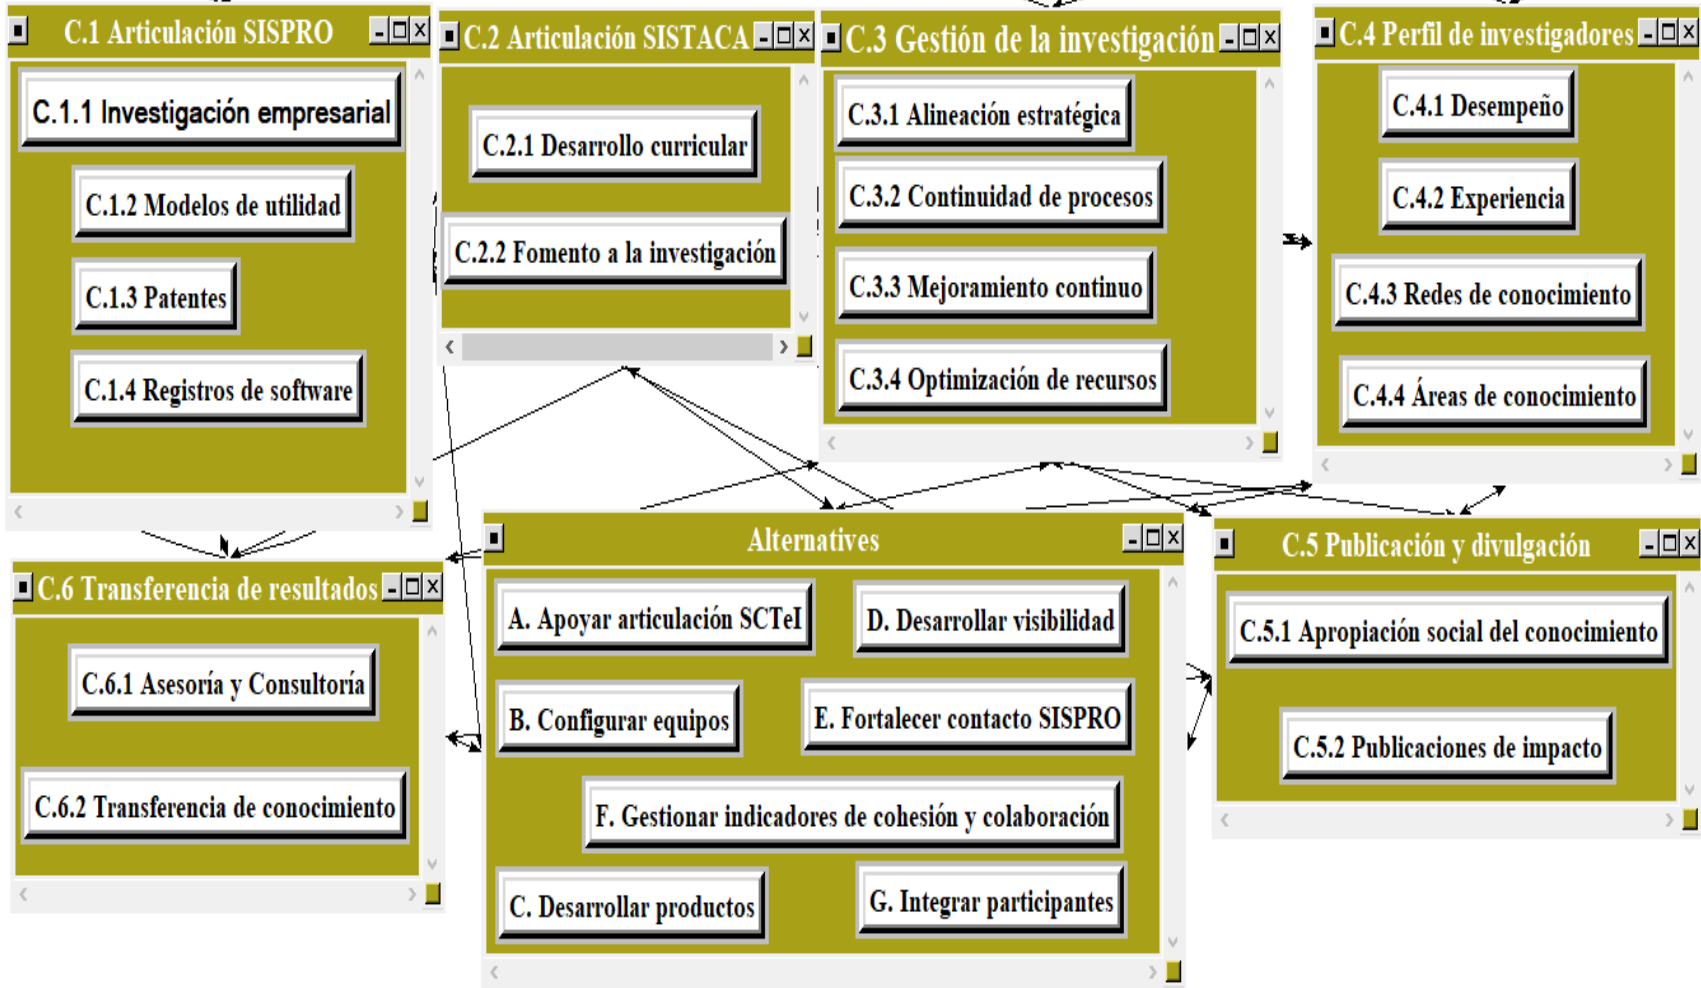 C.1 Articulación SISPRO
C.1.1 Investigación empresarial
C.1.2 Modelos de utilidad
C.1.3 Patentes
C.1.4 Registros de software
C.2 Articulación SISTACA
C.2.1 Desarrollo curricular
C.2.2 Fomento a la investigación
C.3 Gestión de la investigación
C.3.1 Alineación estratégica
C.3.2 Continuidad de procesos
C.3.3 Mejoramiento continuo
C.3.4 Optimización de recursos
C.4 Perfil de investigadores
C.4.1 Desempeño
C.4.2 Experiencia
C.4.3 Redes de conocimiento
C.4.4 Áreas de conocimiento
C.6 Transferencia de resultados
C.6.1 Asesoría y Consultoría
C.6.2 Transferencia de conocimiento
Alternatives
A. Apoyar articulación SCTeI
D. Desarrollar visibilidad
B. Configurar equipos
E. Fortalecer contacto SISPRO
F. Gestionar indicadores de cohesión y colaboración
C. Desarrollar productos
G. Integrar participantes
C.5 Publicación y divulgación
C.5.1 Apropiación social del conocimiento
C.5.2 Publicaciones de impacto